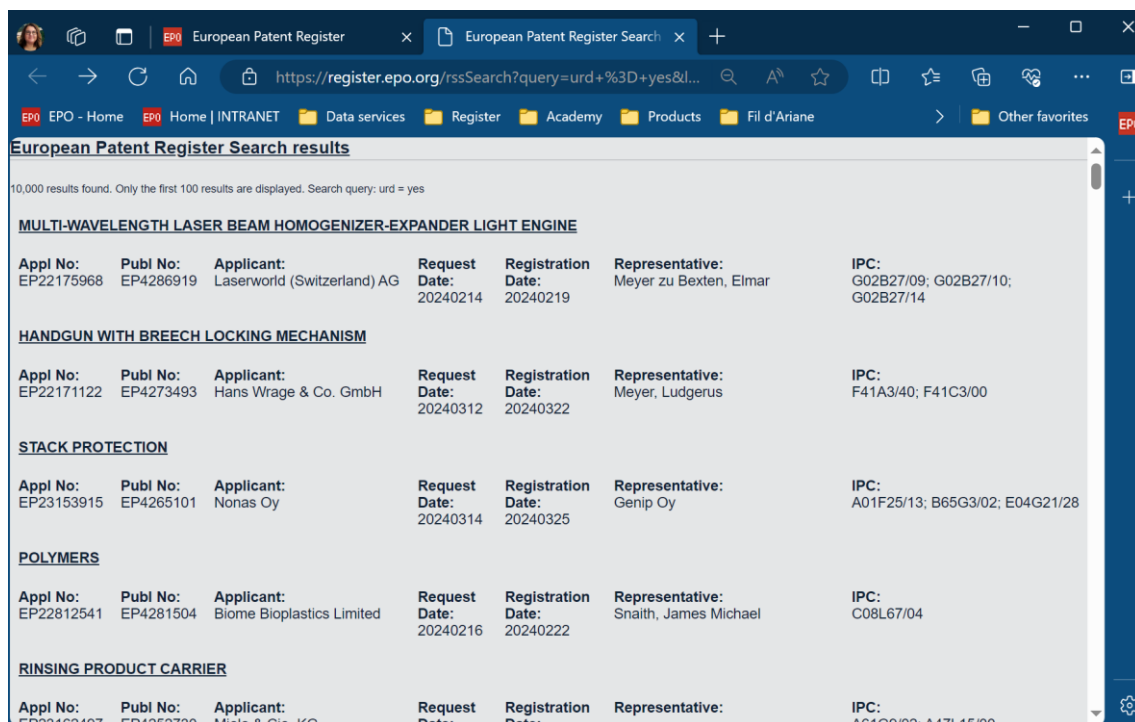 EPO European Patent Register
European Patent Register Search
https://register.epo.org/rssSearch?query=urd+%3D+yes&l...
EPO EPO - Home EPO Home | INTRANET Data services Register Academy Products Fil d'Ariane Other favorites
European Patent Register Search results
10,000 results found. Only the first 100 results are displayed. Search query: urd = yes
MULTI-WAVELENGTH LASER BEAM HOMOGENIZER-EXPANDER LIGHT ENGINE
Appl No: Publ No: Applicant: Request Registration Representative: IPC:
EP22175968 EP4286919 Laserworld (Switzerland) AG Date: Date: Meyer zu Bexten, Elmar G02B27/09; G02B27/10;
20240214 20240219 G02B27/14
HANDGUN WITH BREECH LOCKING MECHANISM
Appl No: Publ No: Applicant: Request Registration Representative: IPC:
EP22171122 EP4273493 Hans Wrage & Co. GmbH Date: Date: Meyer, Ludgerus F41A3/40; F41C3/00
20240312 20240322
STACK PROTECTION
Appl No: Publ No: Applicant: Request Registration Representative: IPC:
EP23153915 EP4265101 Nonas Oy Date: Date: Genip Oy A01F25/13; B65G3/02; E04G21/28
20240314 20240325
POLYMERS
Appl No: Publ No: Applicant: Request Registration Representative: IPC:
EP22812541 EP4281504 Biome Bioplastics Limited Date: Date: Snaith, James Michael C08L67/04
20240216 20240222
RINSING PRODUCT CARRIER
Appl No: Publ No: Applicant: Request Registration Representative: IPC:
Date: Date: